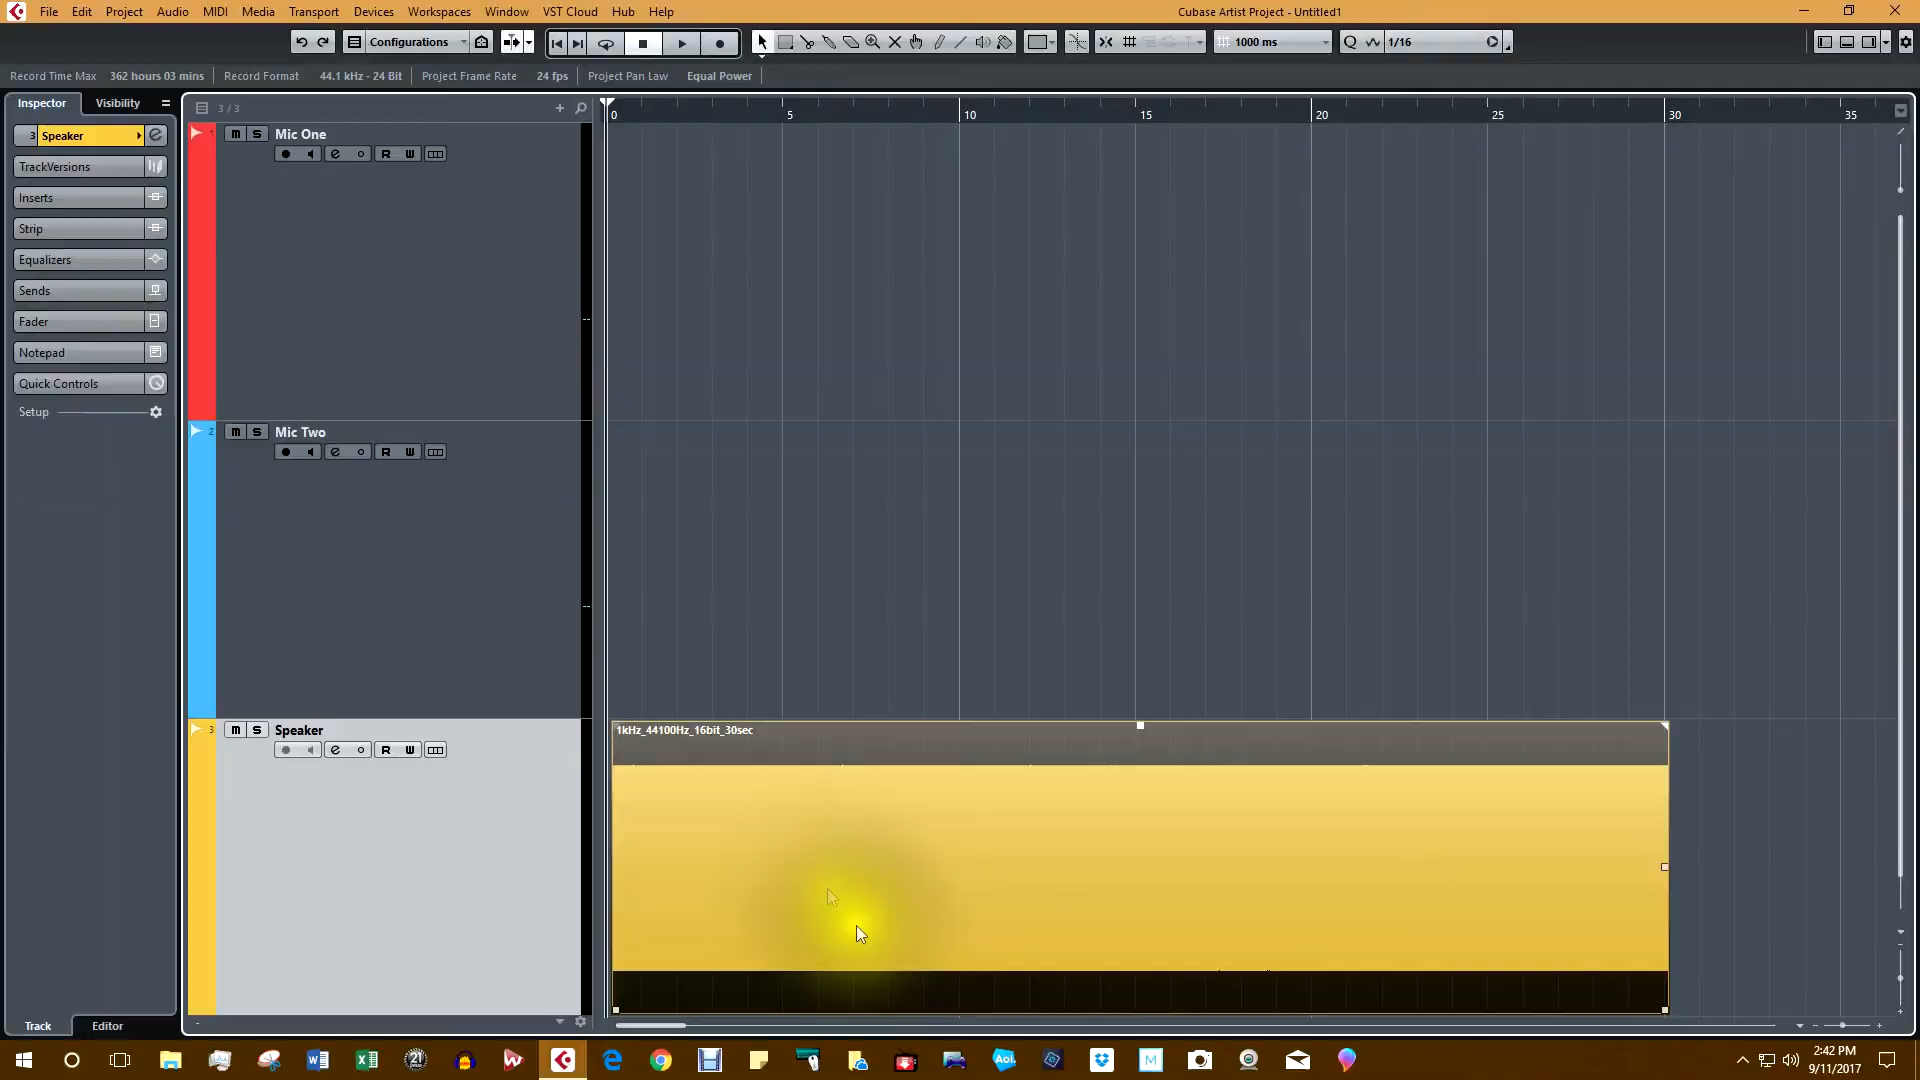 File Edit Project Audio MIDI Media Transport Devices Workspaces Window VST Cloud Hub Help Cubase Artist Project - Untitled1
Configurations 1000 ms Q 1/16
Record Time Max 362 hours 03 mins Record Format 44.1 kHz - 24 Bit Project Frame Rate 24 fps Project Pan Law Equal Power
Inspector Visibility 3 / 3
0 5 10 15 20 25 30 35
3 Speaker
TrackVersions
Inserts
Strip
Equalizers
Sends
Fader
Notepad
Quick Controls
Setup
1 m S Mic One
e R W
2 m S Mic Two
e R W
3 m S Speaker
e R W
1kHz_44100Hz_16bit_30sec
Track Editor
21
Aol.
M
2:42 PM
9/11/2017